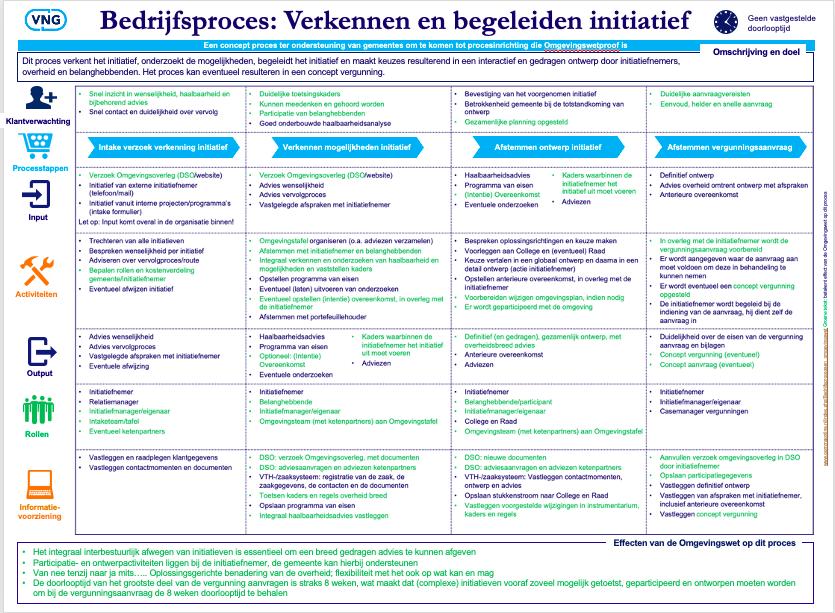 VNG
Bedrijfsproces: Verkennen en begeleiden initiatief
Geen vastgestelde
doorlooptijd
Een concept proces ter ondersteuning van gemeentes om te komen tot procesinrichting die Omgevingswetproof is
Omschrijving en doel
Dit proces verkent het initiatief, onderzoekt de mogelijkheden, begeleidt het initiatief en maakt keuzes resulterend in een interactief en gedragen ontwerp door initiatiefnemers,
overheid en belanghebbenden. Het proces kan eventueel resulteren in een concept vergunning.
Klantverwachting
• Snel inzicht in wenselijkheid, haalbaarheid en
bijbehorend advies
• Snel contact en duidelijkheid over vervolg
• Duidelijke toetsingskaders
• Kunnen meedenken en gehoord worden
• Participatie van belanghebbenden
• Goed onderbouwde haalbaarheidsanalyse
• Bevestiging van het voorgenomen initiatief
• Betrokkenheid gemeente bij de totstandkoming van
ontwerp
• Gezamenlijke planning opgesteld
• Duidelijke aanvraagvereisten
• Eenvoud, helder en snelle aanvraag
Processtappen
Intake verzoek verkenning initiatief
Verkennen mogelijkheden initiatief
Afstemmen ontwerp initiatief
Afstemmen vergunningsaanvraag
Input
• Verzoek Omgevingsoverleg (DSO/website)
• Initiatief van externe initiatiefnemer
(telefoon/mail)
• Initiatief vanuit interne projecten/programma's
(intake formulier)
Let op: Input komt overal in de organisatie binnen!
• Verzoek Omgevingsoverleg (DSO/website)
• Advies wenselijkheid
• Advies vervolgproces
• Vastgelegde afspraken met initiatiefnemer
• Haalbaarheidsadvies
• Programma van eisen
• (Intentie) Overeenkomst
• Eventuele onderzoeken
• Kaders waarbinnen de
initiatiefnemer het initiatief
uit moet voeren
• Adviezen
• Definitief ontwerp
• Advies overheid omtrent ontwerp met afspraken
• Anterieure overeenkomst
Activiteiten
• Trechteren van alle initiatieven
• Bespreken wenselijkheid per initiatief
• Adviseren over vervolgproces/route
• Bepalen rollen en kostenverdeling
gemeente/initiatiefnemer
• Eventueel afwijzen initiatief
• Omgevingstafel organiseren (o.a. adviezen verzamelen)
• Afstemmen met initiatiefnemer en belanghebbenden
• Integraal verkennen en onderzoeken van haalbaarheid en
mogelijkheden en vaststellen kaders
• Opstellen programma van eisen
• Eventueel (laten) uitvoeren van onderzoeken
• Eventueel opstellen (intentie) overeenkomst, in overleg met
de initiatiefnemer
• Afstemmen met portefeuillehouder
• Bespreken oplossingsrichtingen en keuze maken
• Voorleggen aan College en (eventueel) Raad
• Keuze vertalen in een globaal ontwerp en daarna in een
detail ontwerp (actie initiatiefnemer)
• Opstellen anterieure overeenkomst, in overleg met de
initiatiefnemer
• Voorbereiden wijzigen omgevingsplan, indien nodig
• Er wordt geparticipeerd met de omgeving
• In overleg met de initiatiefnemer wordt de
vergunningsaanvraag voorbereid
• Er wordt aangegeven waar de aanvraag aan
moet voldoen om deze in behandeling te
kunnen nemen
• Er wordt eventueel een concept vergunning
opgesteld
• De initiatiefnemer wordt begeleid bij de
indiening van de aanvraag, hij dient zelf de
aanvraag in
Output
• Advies wenselijkheid
• Advies vervolgproces
• Vastgelegde afspraken met initiatiefnemer
• Eventuele afwijzing
• Haalbaarheidsadvies
• Programma van eisen
• Optioneel: (Intentie)
Overeenkomst
• Eventuele onderzoeken
• Kaders waarbinnen de
initiatiefnemer het initiatief
uit moet voeren
• Adviezen
• Definitief (en gedragen), gezamenlijk ontwerp, met
overheidsbreed advies
• Anterieure overeenkomst
• Adviezen
• Duidelijkheid over de eisen van de vergunning
aanvraag en bijlagen
• Concept vergunning (eventueel)
• Concept aanvraag (eventueel)
Rollen
• Initiatiefnemer
• Relatiemanager
• Initiatiefmanager/eigenaar
• Intaketeam/tafel
• Eventueel ketenpartners
• Initiatiefnemer
• Belanghebbende
• Initiatiefmanager/eigenaar
• Omgevingsteam (met ketenpartners) aan Omgevingstafel
• Initiatiefnemer
• Belanghebbende/participant
• Initiatiefmanager/eigenaar
• College en Raad
• Omgevingsteam (met ketenpartners) aan Omgevingstafel
• Initiatiefnemer
• Initiatiefmanager/eigenaar
• Casemanager vergunningen
Informatie-
voorziening
• Vastleggen en raadplegen klantgegevens
• Vastleggen contactmomenten en documenten
• DSO: verzoek Omgevingsoverleg, met documenten
• DSO: adviesaanvragen en adviezen ketenpartners
• VTH-/zaaksysteem: registratie van de zaak, de
zaakgegevens, de contacten en de documenten
• Toetsen kaders en regels overheid breed
• Opslaan programma van eisen
• Integraal haalbaarheidsadvies vastleggen
• DSO: nieuwe document
• DSO: adviesaanvragen en adviezen ketenpartners
• VTH-/zaaksysteem: Vastleggen contactmomenten,
ontwerp en advies
• Opslaan stukkenstroom naar College en Raad
• Vastleggen voorgestelde wijzigingen in instrumentarium,
kaders en regels
• Aanvullen verzoek omgevingsoverleg in DSO
door initiatiefnemer
• Opslaan participatiegegevens
• Vastleggen definitief ontwerp
• Vastleggen van afspraken met initiatiefnemer,
inclusief anterieure overeenkomst
• Vastleggen concept vergunning
Effecten van de Omgevingswet op dit proces
• Het integraal interbestuurlijk afwegen van initiatieven is essentieel om een breed gedragen advies te kunnen afgeven
• Participatie- en ontwerpactiviteiten liggen bij de initiatiefnemer, de gemeente kan hierbij ondersteunen
• Van nee tenzij naar ja mits….. Oplossingsgerichte benadering van de overheid; flexibiliteit met het ook op wat kan en mag
• De doorlooptijd van het grootste deel van de vergunning aanvragen is straks 8 weken, wat maakt dat (complexe) initiatieven vooraf zoveel mogelijk getoetst, geparticipeerd en ontworpen moeten worden
om bij de vergunningsaanvraag de 8 weken doorlooptijd te behalen